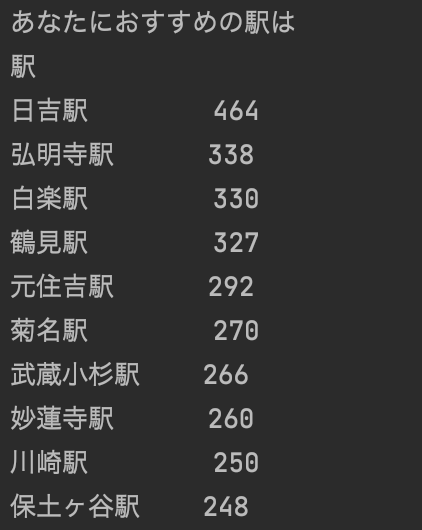 あなたにおすすめの駅は
駅
日吉駅 464
弘明寺駅 338
白楽駅 330
鶴見駅 327
元住吉駅 292
菊名駅 270
武蔵小杉駅 266
妙蓮寺駅 260
川崎駅 250
保土ヶ谷駅 248